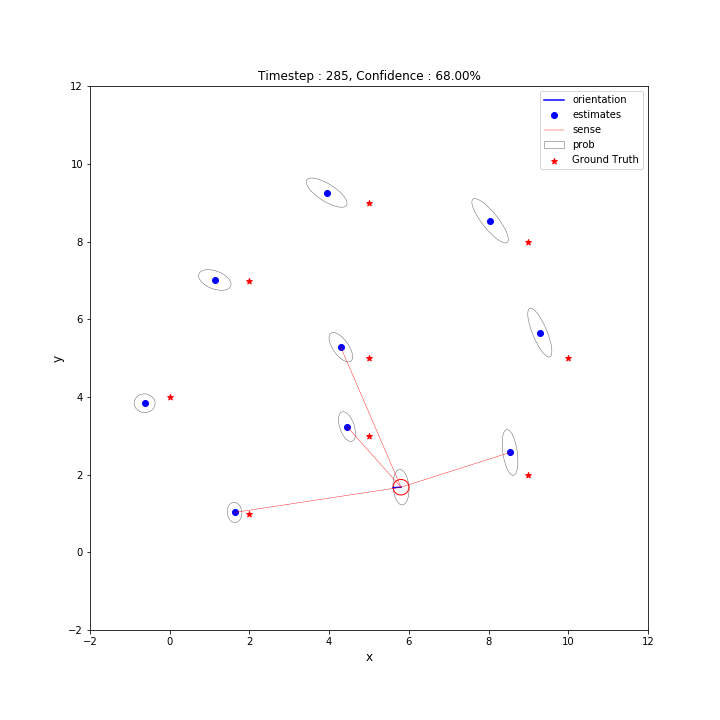 Timestep : 285, Confidence : 68.00%
orientation
estimates
sense
prob
Ground Truth
y
12
10
8
6
4
2
0
−2
−2 0 2 4 6 8 10 12
x